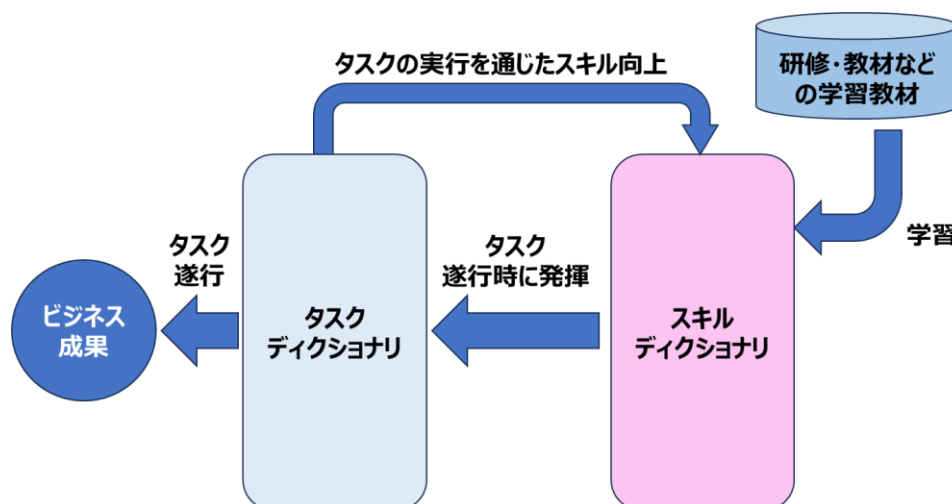 タスクの実行を通じたスキル向上
研修・教材など
の学習教材
学習
タスク
遂行
タスク
遂行時に発揮
ビジネス
成果
タスク
ディクショナリ
スキル
ディクショナリ